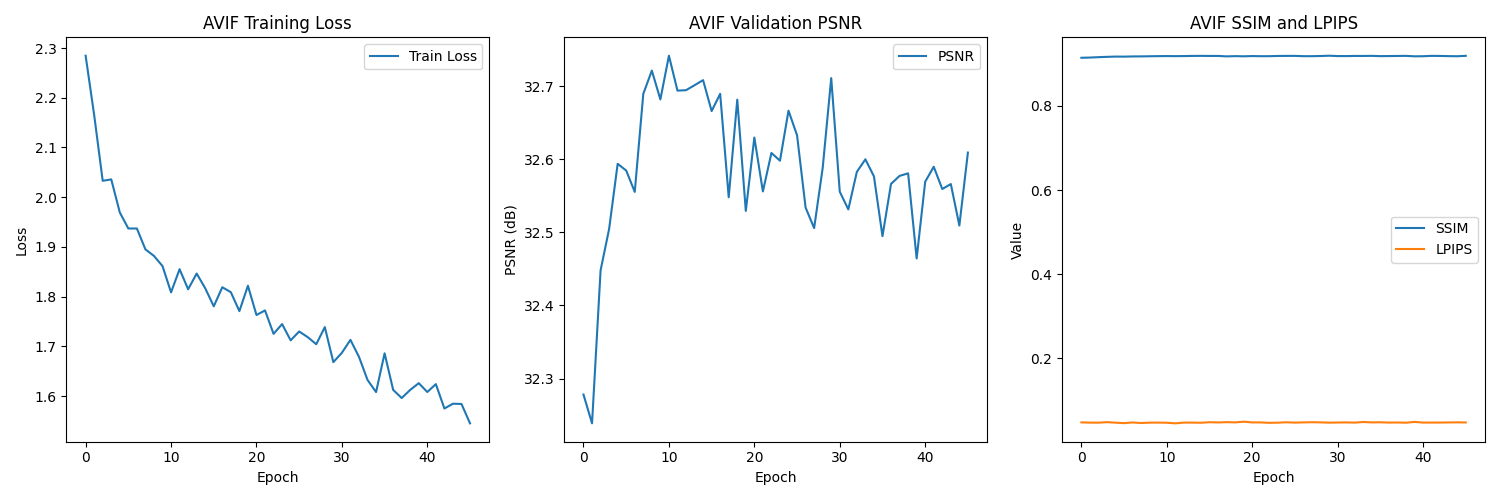 AVIF Training Loss
Train Loss
2.3
2.2
2.1
2.0
1.9
1.8
1.7
1.6
Loss
0 10 20 30 40
Epoch
AVIF Validation PSNR
PSNR
32.7
32.6
32.5
32.4
32.3
PSNR (dB)
0 10 20 30 40
Epoch
AVIF SSIM and LPIPS
SSIM
LPIPS
0.8
0.6
0.4
0.2
Value
0 10 20 30 40
Epoch